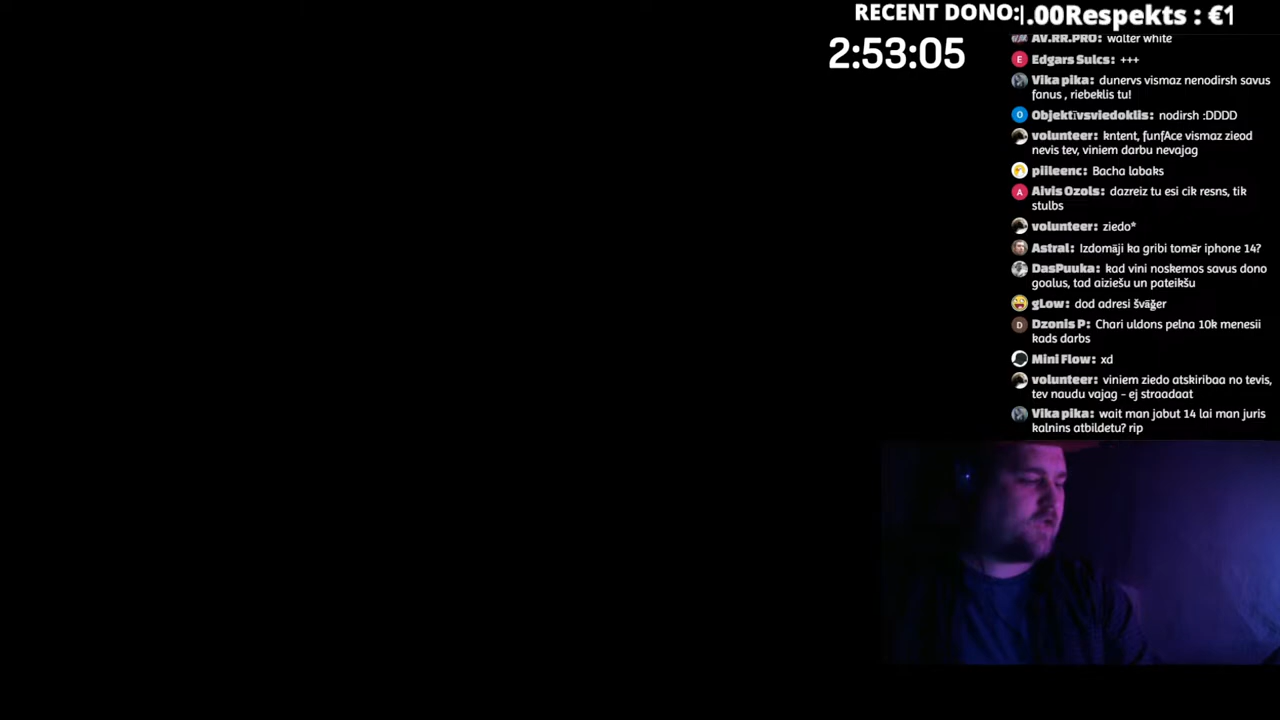 RECENT DONO:
.00Respekts : €1
2:53:05
AV.RR.PRO: walter white
Edgars Sulcs: +++
Vika pika: dunervs vismaz nenodirsh savus
fanus , riebeklis tu!
Objektīvsviedoklis: nodirsh :DDDD
volunteer: kntent, funfAce vismaz zieod
nevis tev, viniem darbu nevajag
piileenc: Bacha labaks
Aivis Ozols: dazreiz tu esi cik resns, tik
stulbs
volunteer: ziedo*
Astral: Izdomāji ka gribi tomēr iphone 14?
DasPuuka: kad vini noskemos savus dono
goalus, tad aiziešu un pateikšu
gLow: dod adresi švāģer
Dzonis P: Chari uldons pelna 10k menesii
kads darbs
Mini Flow: xd
volunteer: viniem ziedo atskiribaa no tevis,
tev naudu vajag - ej straadaat
Vika pika: wait man jabut 14 lai man juris
kalnins atbildetu? rip